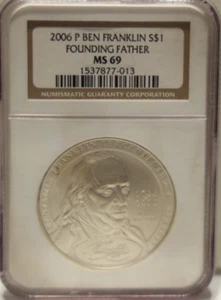 2006 P BEN FRANKLIN S$1
FOUNDING FATHER
MS 69
1537877-013
NUMISMATIC GUARANTY CORPORATION